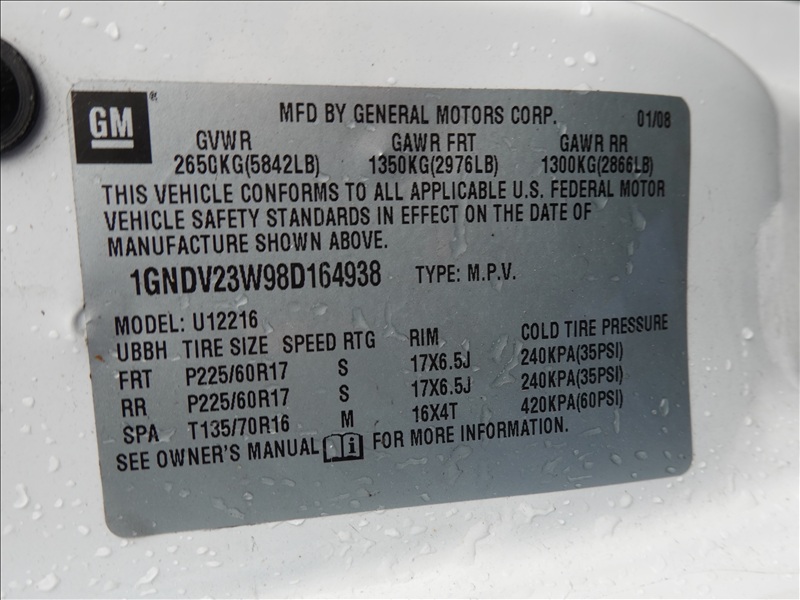 GM® MFD BY GENERAL MOTORS CORP. 01/08
GVWR GAWR FRT GAWR RR
2650KG(5842LB) 1350KG(2976LB) 1300KG(2866LB)
THIS VEHICLE CONFORMS TO ALL APPLICABLE U.S. FEDERAL MOTOR
VEHICLE SAFETY STANDARDS IN EFFECT ON THE DATE OF
MANUFACTURE SHOWN ABOVE.
1GNDV23W98D164938 TYPE: M.P.V.
MODEL: U12216
UBBH TIRE SIZE SPEED RTG RIM COLD TIRE PRESSURE
FRT P225/60R17 S 17X6.5J 240KPA(35PSI)
RR P225/60R17 S 17X6.5J 240KPA(35PSI)
SPA T135/70R16 M 16X4T 420KPA(60PSI)
SEE OWNER'S MANUAL FOR MORE INFORMATION.